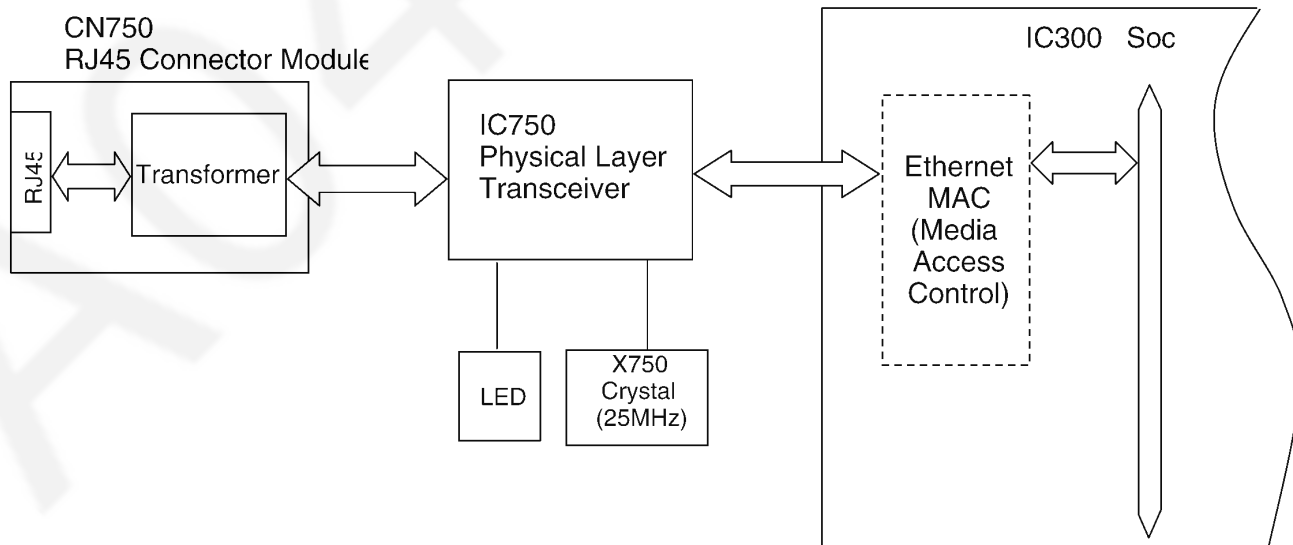 CN750
RJ45 Connector Module
IC300 Soc
RJ45
Transformer
IC750
Physical Layer
Transceiver
Ethernet
MAC
(Media
Access
Control)
LED
X750
Crystal
(25MHz)